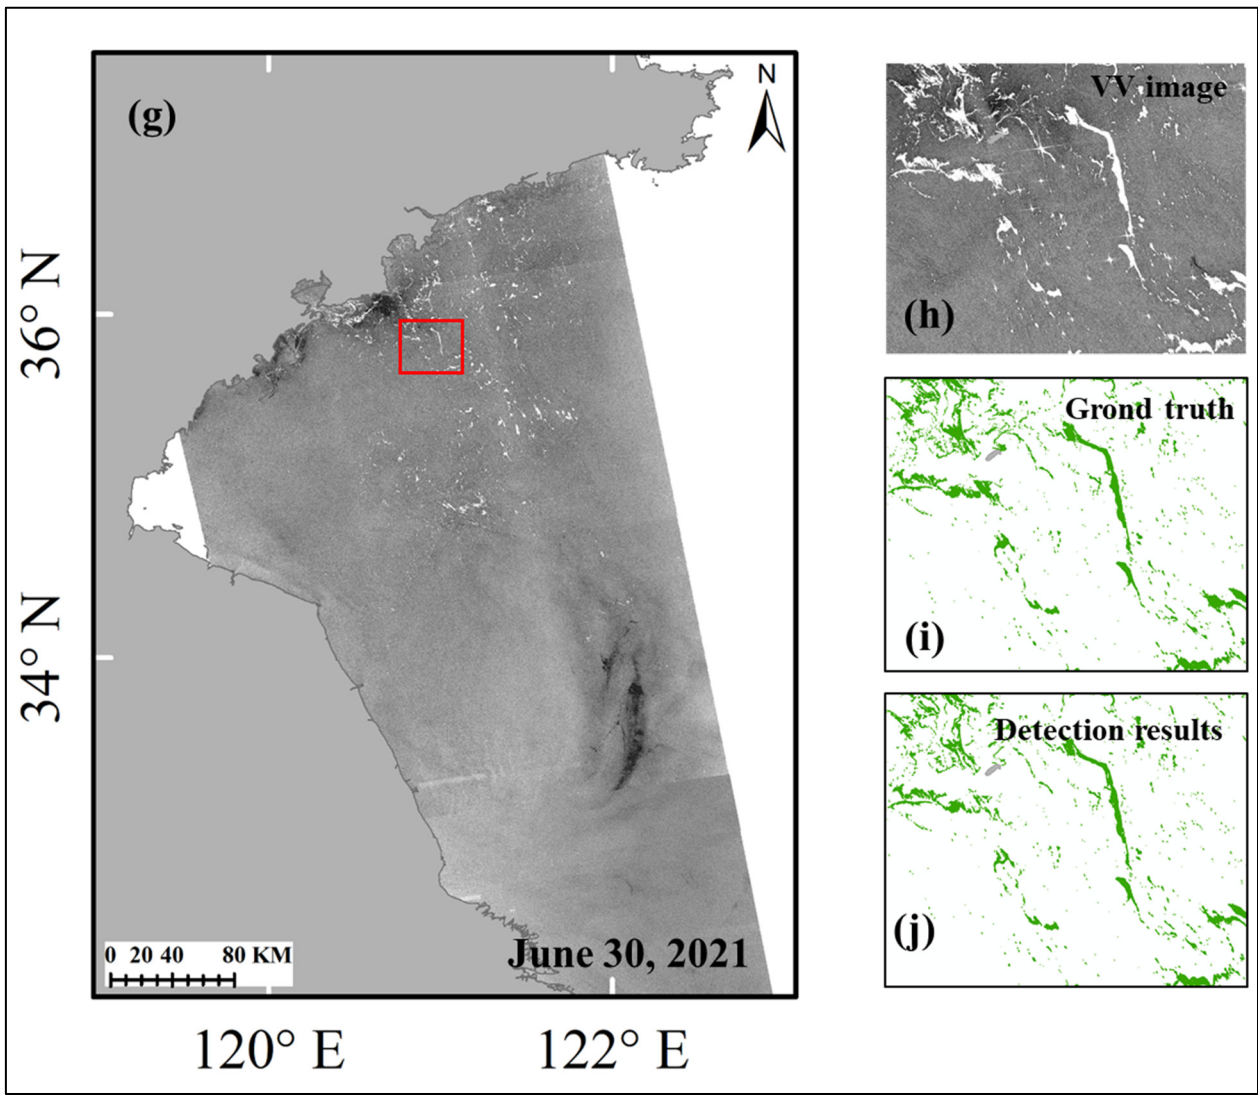 (g)
N
36° N
34° N
0 20 40 80 KM
June 30, 2021
120° E 122° E
VV image
(h)
Grond truth
(i)
Detection results
(j)